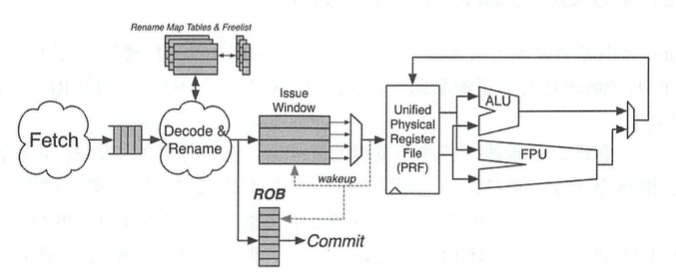 Rename Map Tables & Freelist
Fetch
Decode &
Rename
Issue
Window
wakeup
ROB
Commit
Unified
Physical
Register
File
(PRF)
ALU
FPU